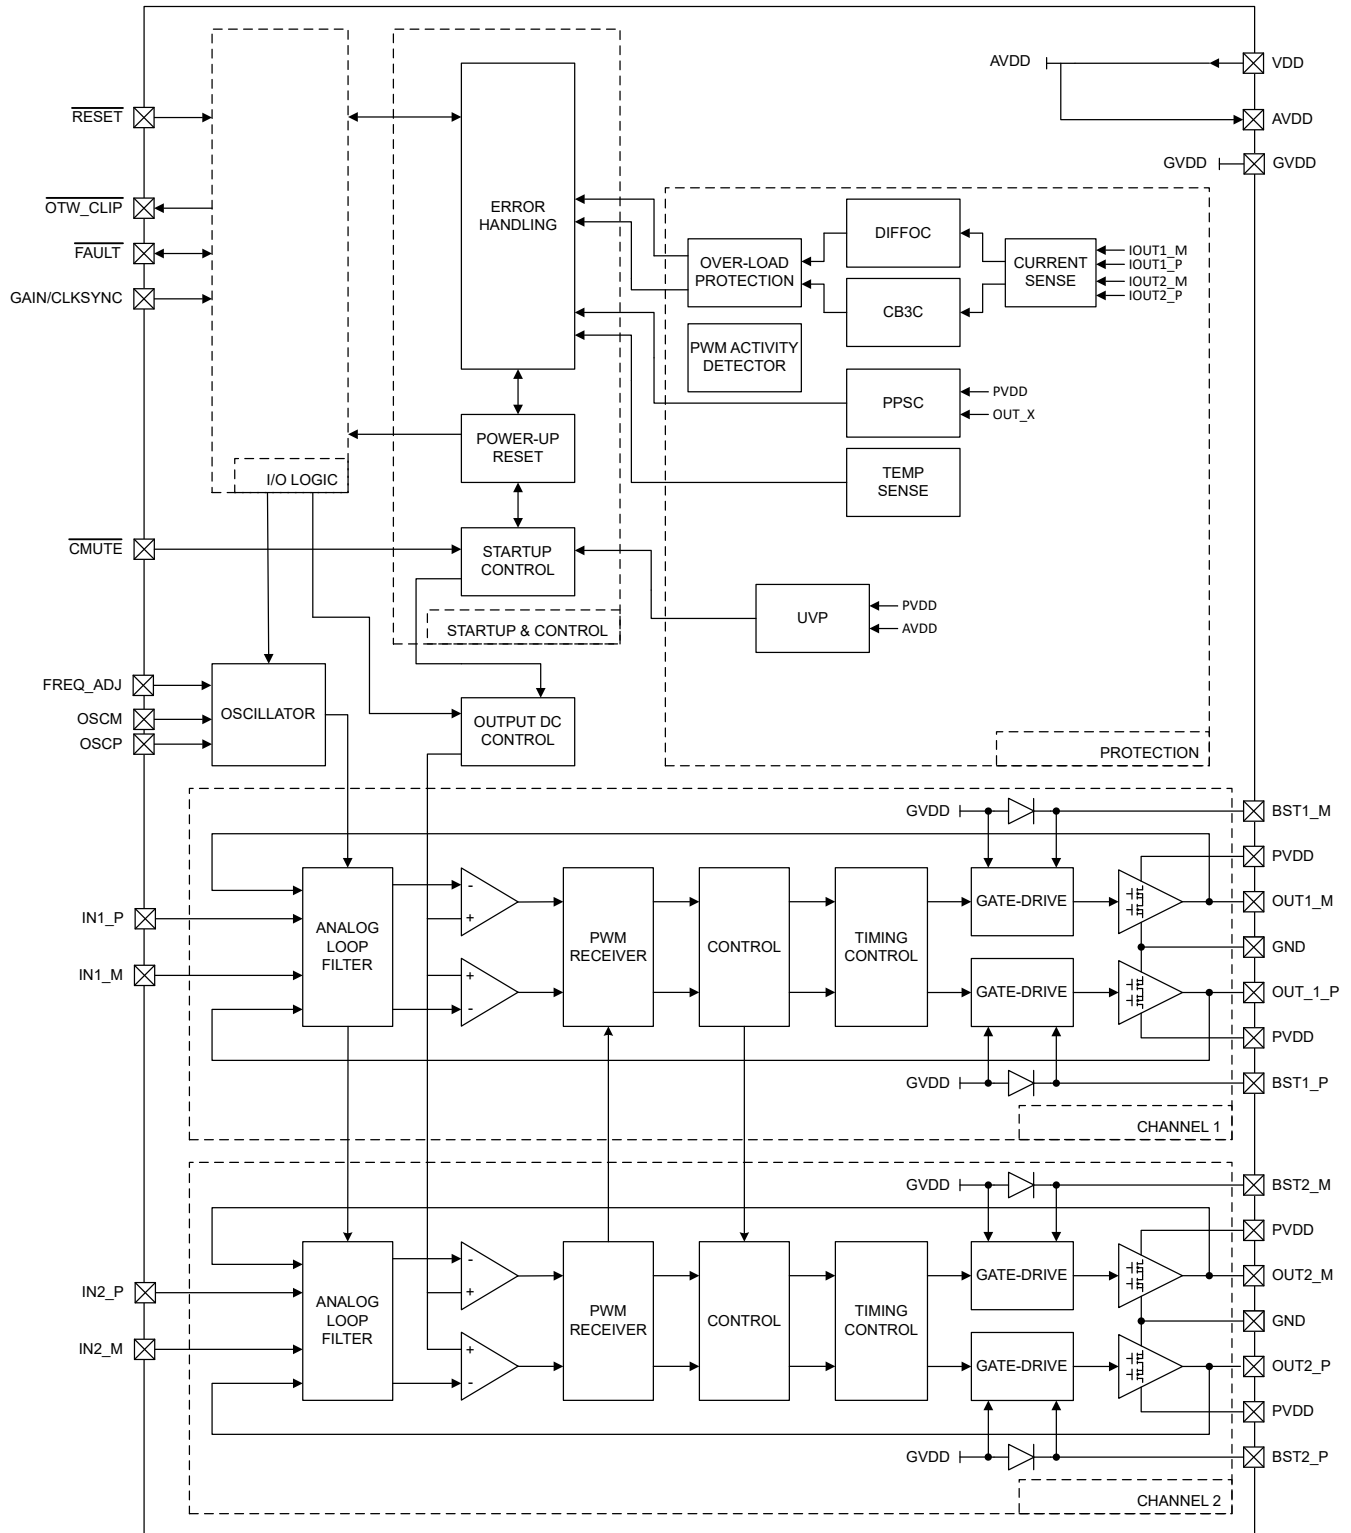 AVDD
VDD
RESET
AVDD
GVDD
GVDD
OTW_CLIP
FAULT
GAIN/CLKSYNC
ERROR
HANDLING
OVER-LOAD
PROTECTION
DIFFOC
CURRENT
SENSE
IOUT1_M
IOUT1_P
IOUT2_M
IOUT2_P
CB3C
PWM ACTIVITY
DETECTOR
PPSC
PVDD
OUT_X
POWER-UP
RESET
I/O LOGIC
TEMP
SENSE
CMUTE
STARTUP
CONTROL
STARTUP & CONTROL
UVP
PVDD
AVDD
FREQ_ADJ
OSCM
OSCP
OSCILLATOR
OUTPUT DC
CONTROL
PROTECTION
GVDD
BST1_M
PVDD
IN1_P
IN1_M
ANALOG
LOOP
FILTER
-
+
+
-
PWM
RECEIVER
CONTROL
TIMING
CONTROL
GATE-DRIVE
GATE-DRIVE
OUT1_M
GND
OUT_1_P
PVDD
GVDD
BST1_P
CHANNEL 1
GVDD
BST2_M
PVDD
IN2_P
IN2_M
ANALOG
LOOP
FILTER
-
+
+
-
PWM
RECEIVER
CONTROL
TIMING
CONTROL
GATE-DRIVE
GATE-DRIVE
OUT2_M
GND
OUT2_P
PVDD
GVDD
BST2_P
CHANNEL 2